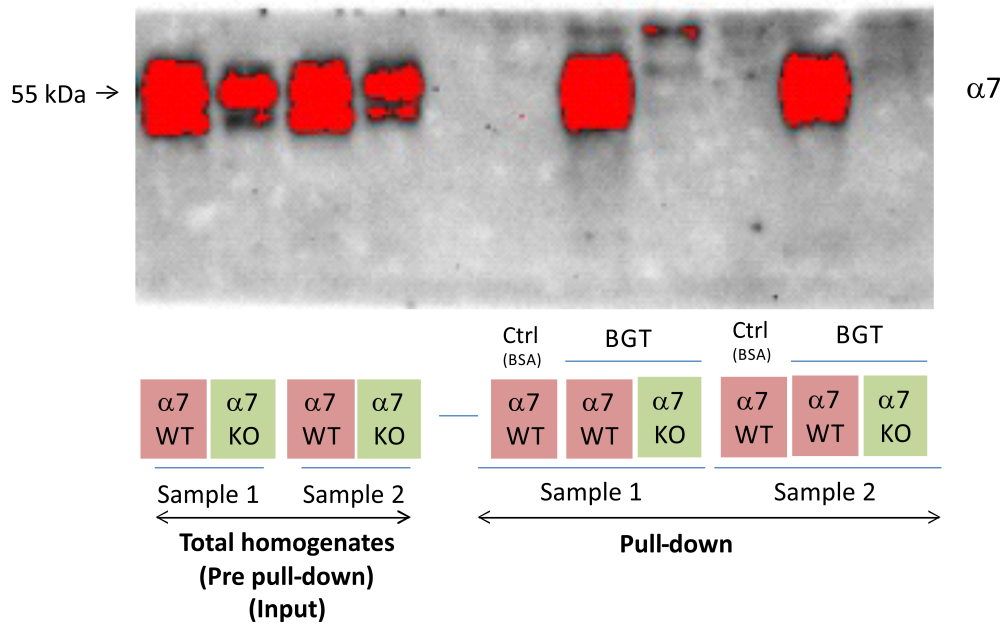 55 kDa →
α7
Ctrl
(BSA)
BGT
Ctrl
(BSA)
BGT
α7
WT
α7
KO
α7
WT
α7
KO
α7
WT
α7
WT
α7
KO
α7
WT
α7
WT
α7
KO
Sample 1
Sample 2
Sample 1
Sample 2
Total homogenates
(Pre pull-down)
(Input)
Pull-down